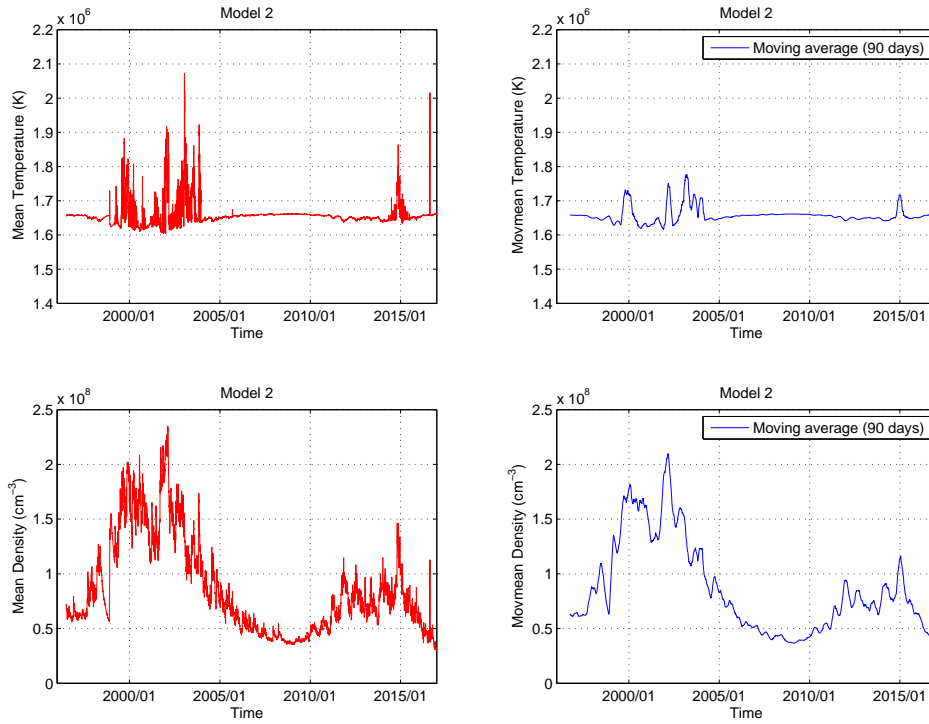 Model 2
x 10^6
Mean Temperature (K)
2.2
2.1
2
1.9
1.8
1.7
1.6
1.5
1.4
2000/01 2005/01 2010/01 2015/01
Time
Model 2
x 10^6
Movmean Temperature (K)
Moving average (90 days)
2.2
2.1
2
1.9
1.8
1.7
1.6
1.5
1.4
2000/01 2005/01 2010/01 2015/01
Time
Model 2
x 10^8
Mean Density (cm⁻³)
2.5
2
1.5
1
0.5
0
2000/01 2005/01 2010/01 2015/01
Time
Model 2
x 10^8
Movmean Density (cm⁻³)
Moving average (90 days)
2.5
2
1.5
1
0.5
0
2000/01 2005/01 2010/01 2015/01
Time